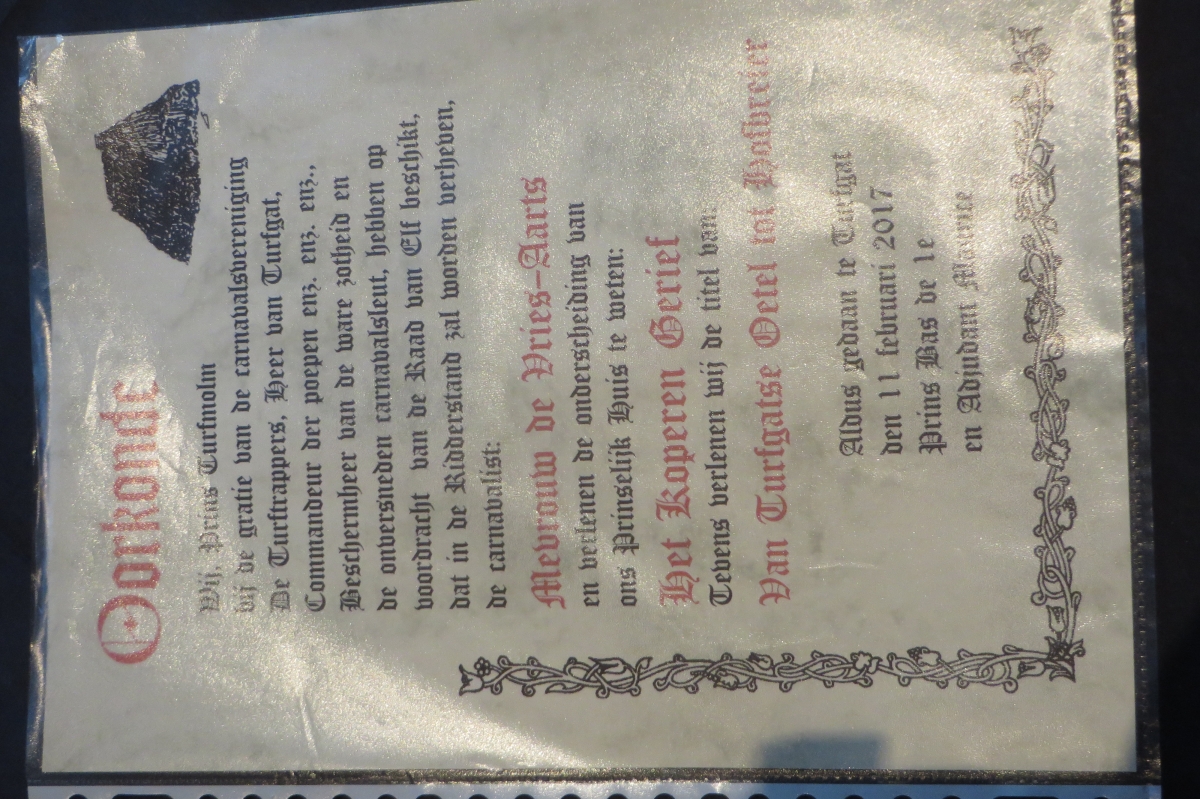 Oorkonde
Wij, Prins Turfmolm
bij de gratie van de carnavalsvereniging
De Turftrappers, Heer van Turfgat,
Commandeur der poepen enz. enz. enz.,
Beschermheer van de ware zotheid en
de onversneden carnavalsleut, hebben op
voordracht van de Raad van Elf beschikt,
dat in de Ridderstand zal worden verheven,
de carnavalist:
Mevrouw de Vries-Aarts
en verlenen de onderscheiding van
ons Prinselijk Huis te weten:
Het Koperen Gerief
Tevens verlenen wij de titel van:
Van Turfgatse Oetel tot Hofbreier
Aldus gedaan te Turfgat
den 11 februari 2017
Prins Bas de 1e
en Adjudant